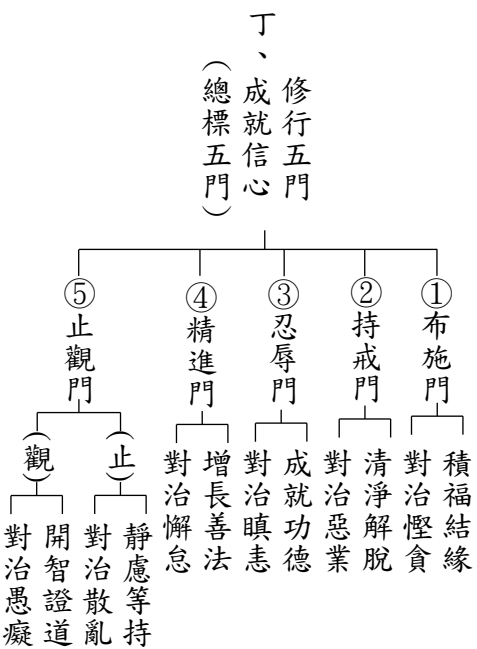 修行五門
丁、成就信心
(總標五門)
①布施門
積福結緣
對治慳貪
②持戒門
清淨解脫
對治惡業
③忍辱門
成就功德
對治瞋恚
④精進門
增長善法
對治懈怠
⑤止觀門
(止)
靜慮等持
對治散亂
(觀)
開智證道
對治愚癡